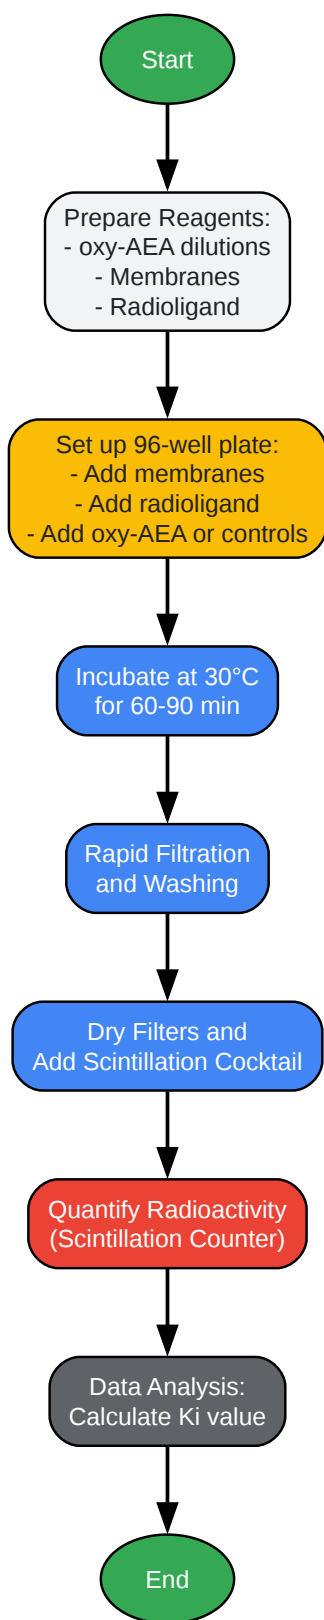 Start
Prepare Reagents:
- oxy-AEA dilutions
- Membranes
- Radioligand
Set up 96-well plate:
- Add membranes
- Add radioligand
- Add oxy-AEA or controls
Incubate at 30°C
for 60-90 min
Rapid Filtration
and Washing
Dry Filters and
Add Scintillation Cocktail
Quantify Radioactivity
(Scintillation Counter)
Data Analysis:
Calculate Ki value
End